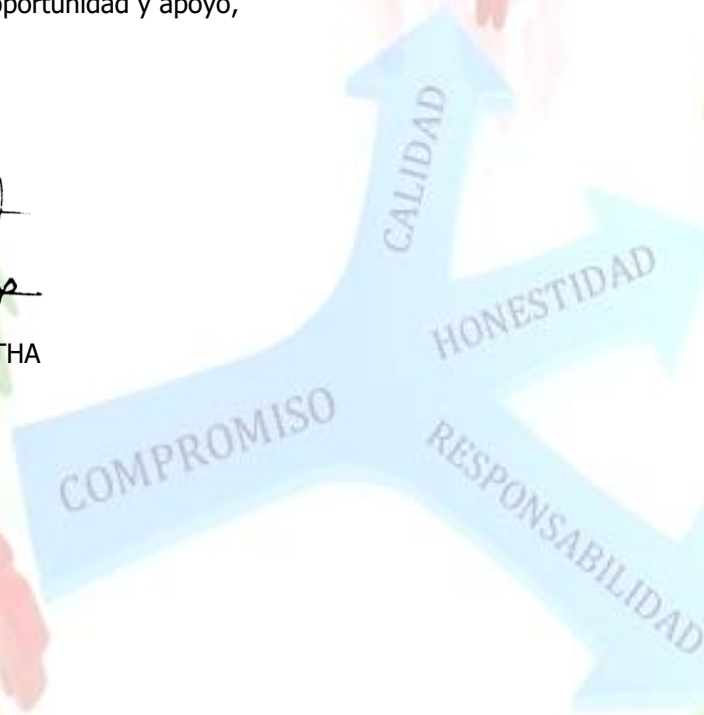 oportunidad y apoyo,
CALIDAD
HONESTIDAD
THA
COMPROMISO
RESPONSABILIDAD